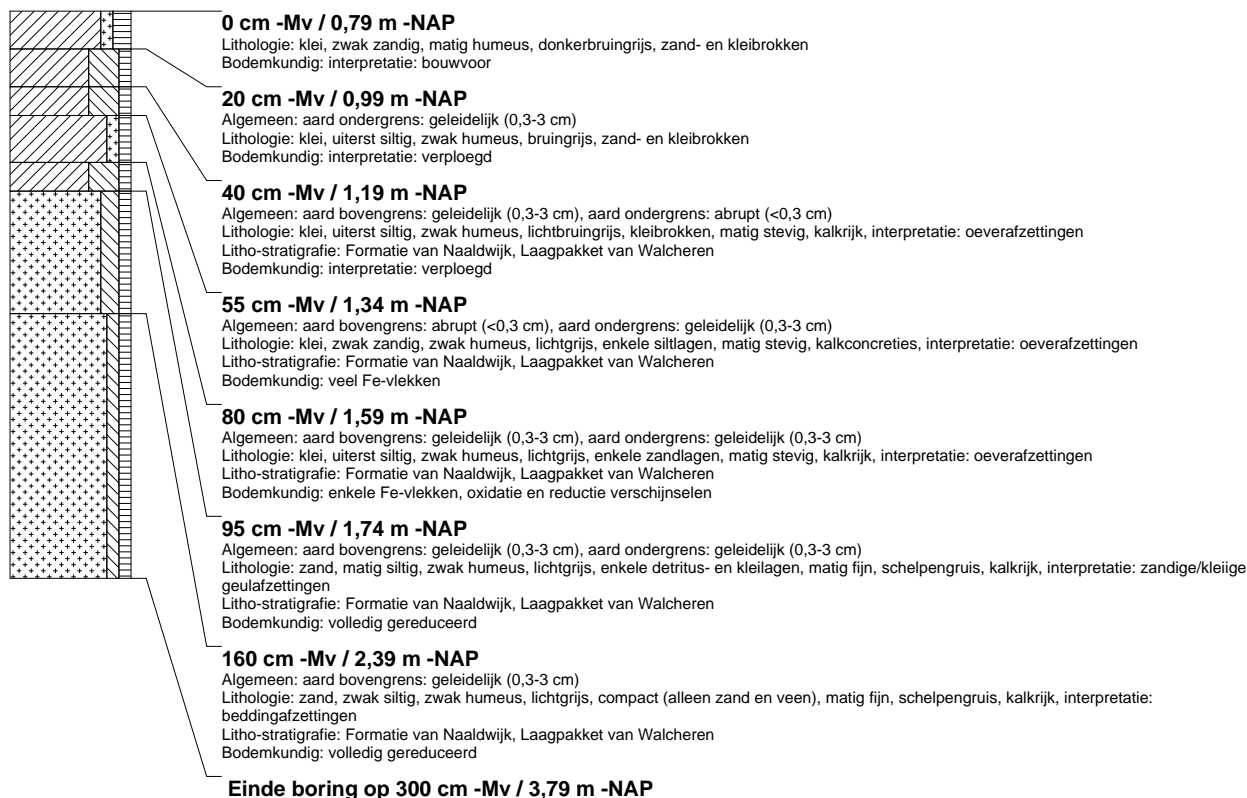 0 cm -Mv / 0,79 m -NAP
Lithologie: klei, zwak zandig, matig humeus, donkerbruingrijs, zand- en kleibrokken
Bodemkundig: interpretatie: bouwvoor
20 cm -Mv / 0,99 m -NAP
Algemeen: aard ondergrens: geleidelijk (0,3-3 cm)
Lithologie: klei, uiterst siltig, zwak humeus, bruingrijs, zand- en kleibrokken
Bodemkundig: interpretatie: verploegd
40 cm -Mv / 1,19 m -NAP
Algemeen: aard bovengrens: geleidelijk (0,3-3 cm), aard ondergrens: abrupt (<0,3 cm)
Lithologie: klei, uiterst siltig, zwak humeus, lichtbruingrijs, kleibrokken, matig stevig, kalkrijk, interpretatie: oeverafzettingen
Litho-stratigrafie: Formatie van Naaldwijk, Laagpakket van Walcheren
Bodemkundig: interpretatie: verploegd
55 cm -Mv / 1,34 m -NAP
Algemeen: aard bovengrens: abrupt (<0,3 cm), aard ondergrens: geleidelijk (0,3-3 cm)
Lithologie: klei, zwak zandig, zwak humeus, lichtgrijs, enkele siltlagen, matig stevig, kalkconcreties, interpretatie: oeverafzettingen
Litho-stratigrafie: Formatie van Naaldwijk, Laagpakket van Walcheren
Bodemkundig: veel Fe-vlekken
80 cm -Mv / 1,59 m -NAP
Algemeen: aard bovengrens: geleidelijk (0,3-3 cm), aard ondergrens: geleidelijk (0,3-3 cm)
Lithologie: klei, uiterst siltig, zwak humeus, lichtgrijs, enkele zandlagen, matig stevig, kalkrijk, interpretatie: oeverafzettingen
Litho-stratigrafie: Formatie van Naaldwijk, Laagpakket van Walcheren
Bodemkundig: enkele Fe-vlekken, oxidatie en reductie verschijnselen
95 cm -Mv / 1,74 m -NAP
Algemeen: aard bovengrens: geleidelijk (0,3-3 cm), aard ondergrens: geleidelijk (0,3-3 cm)
Lithologie: zand, matig siltig, zwak humeus, lichtgrijs, enkele detritus- en kleilagen, matig fijn, schelpengruis, kalkrijk, interpretatie: zandige/kleiige
geulafzettingen
Litho-stratigrafie: Formatie van Naaldwijk, Laagpakket van Walcheren
Bodemkundig: volledig gereduceerd
160 cm -Mv / 2,39 m -NAP
Algemeen: aard bovengrens: geleidelijk (0,3-3 cm)
Lithologie: zand, zwak siltig, zwak humeus, lichtgrijs, compact (alleen zand en veen), matig fijn, schelpengruis, kalkrijk, interpretatie:
beddingafzettingen
Litho-stratigrafie: Formatie van Naaldwijk, Laagpakket van Walcheren
Bodemkundig: volledig gereduceerd
Einde boring op 300 cm -Mv / 3,79 m -NAP